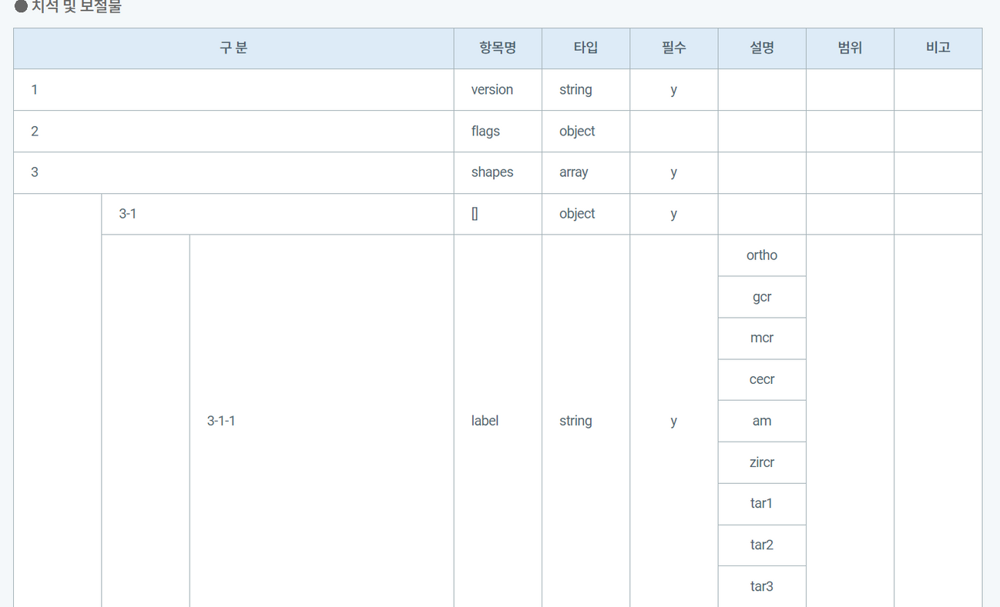 ● 치석 및 보철물
구 분 항목명 타입 필수 설명 범위 비고
1 version string y
2 flags object
3 shapes array y
3-1 [] object y
ortho
gcr
mcr
cecr
3-1-1 label string y am
zircr
tar1
tar2
tar3